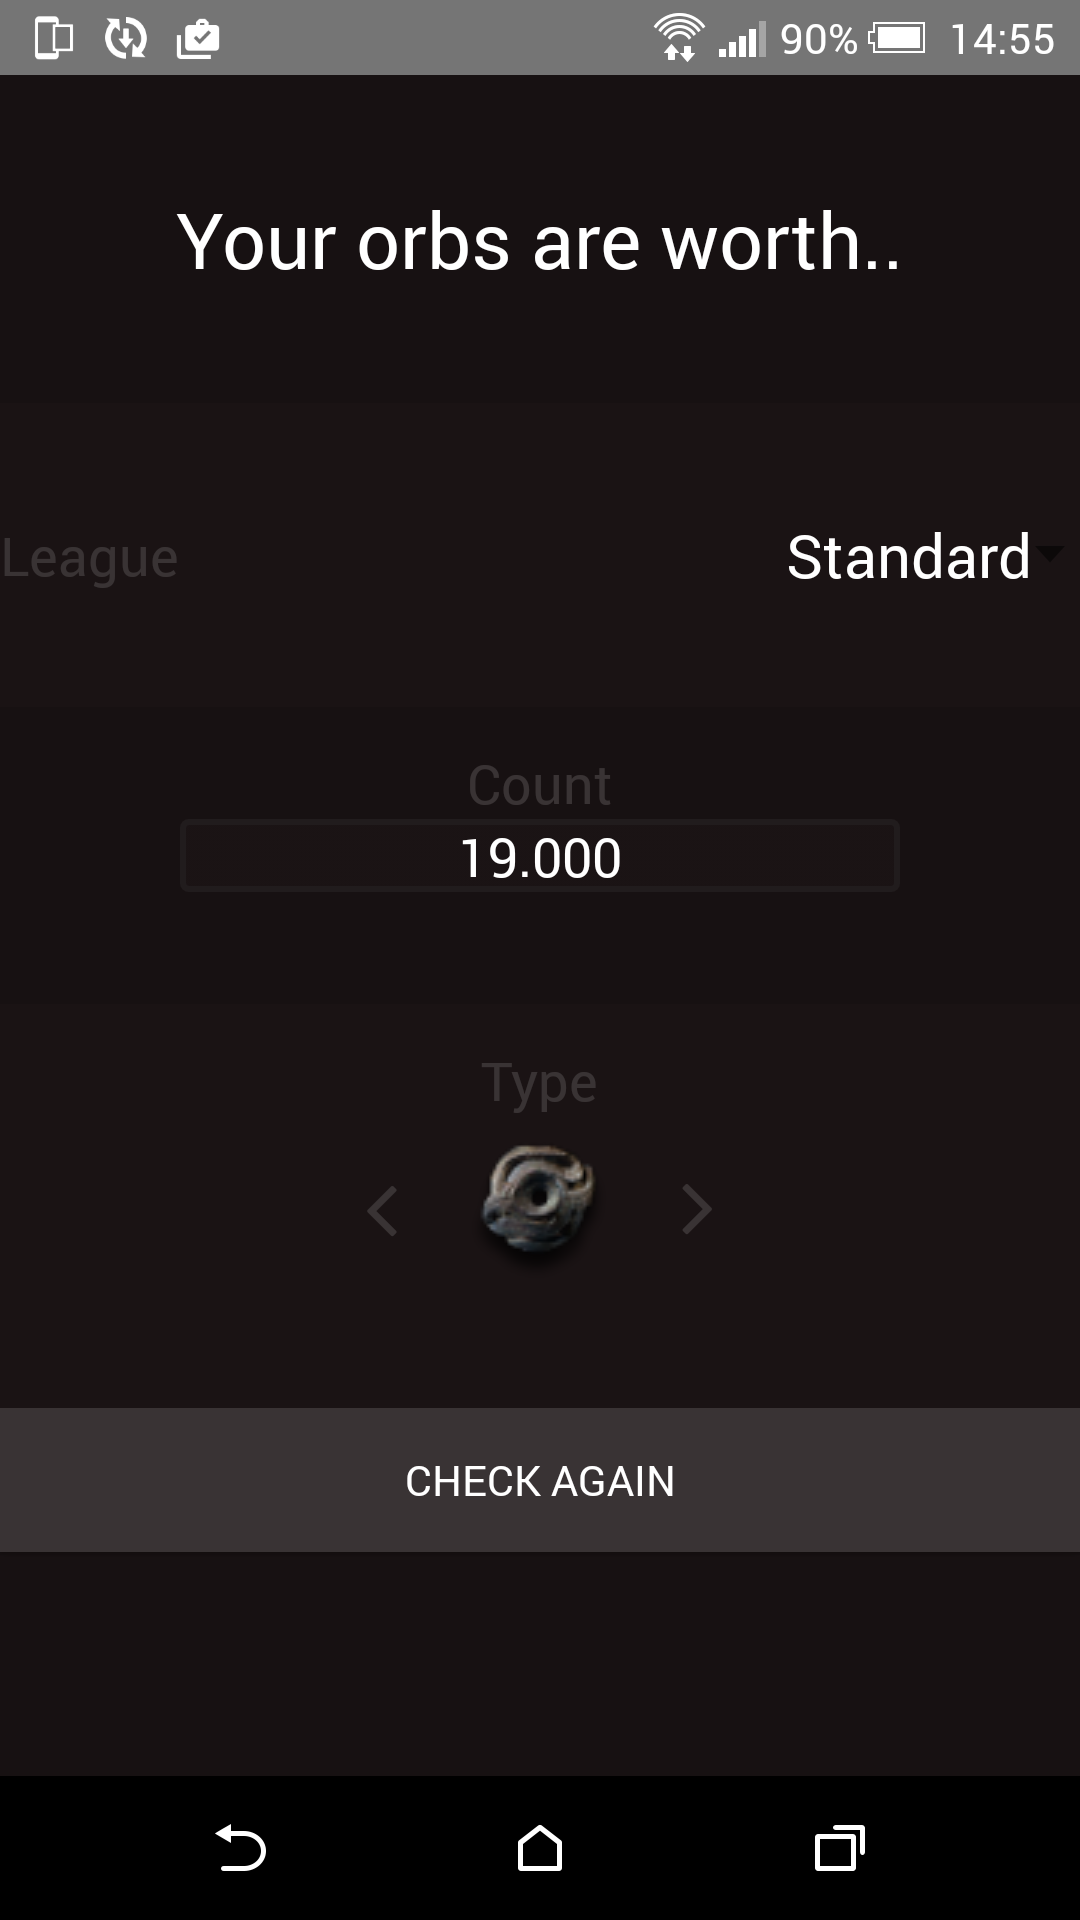 90% 14:55
Your orbs are worth..
League Standard
Count
19.000
Type
CHECK AGAIN